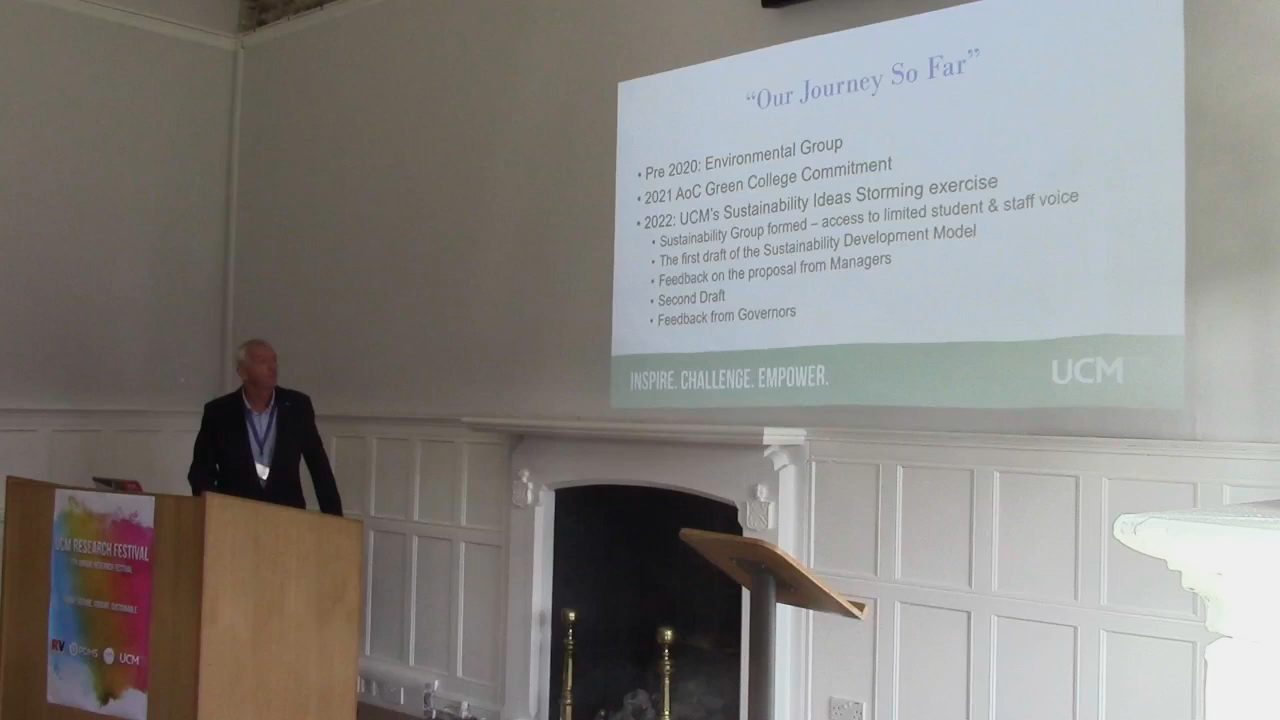 “Our Journey So Far”
• Pre 2020: Environmental Group
• 2021 AoC Green College Commitment
• 2022: UCM's Sustainability Ideas Storming exercise
• Sustainability Group formed – access to limited student & staff voice
• The first draft of the Sustainability Development Model
• Feedback on the proposal from Managers
• Second Draft
• Feedback from Governors
INSPIRE. CHALLENGE. EMPOWER.
UCM
UCM RESEARCH FESTIVAL
UCM